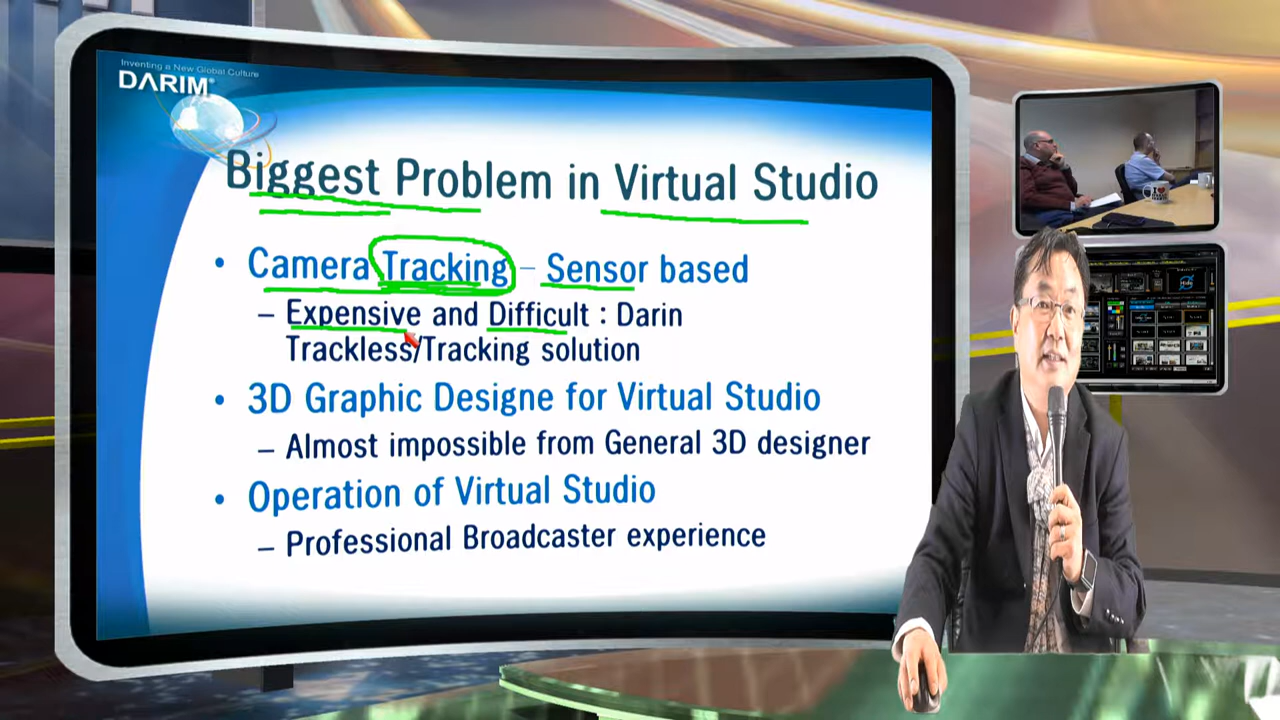 Inventing a New Global Culture
DARIM®
Biggest Problem in Virtual Studio
• Camera Tracking – Sensor based
– Expensive and Difficult : Darin
Trackless/Tracking solution
• 3D Graphic Designe for Virtual Studio
– Almost impossible from General 3D designer
• Operation of Virtual Studio
– Professional Broadcaster experience